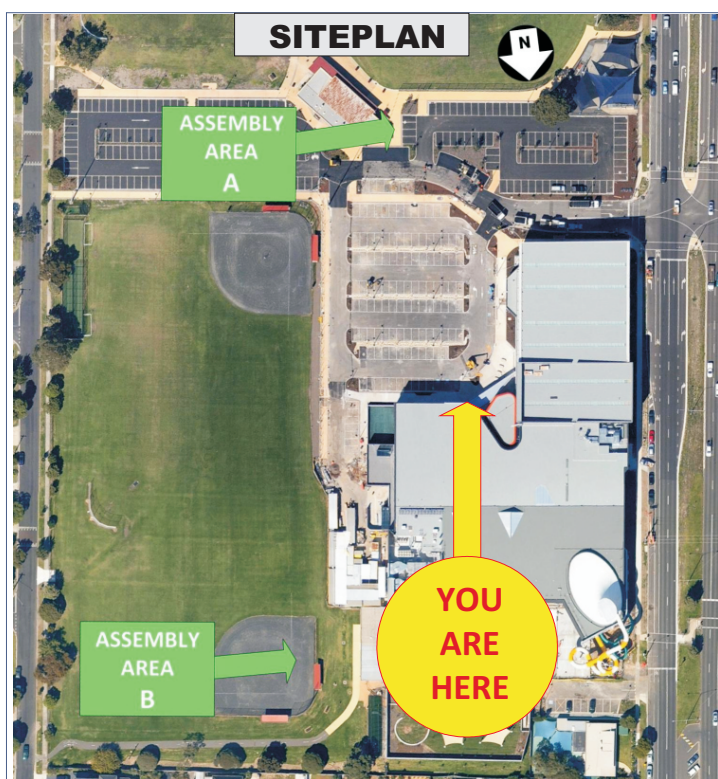 SITEPLAN
N
ASSEMBLY
AREA
A
YOU
ARE
HERE
ASSEMBLY
AREA
B